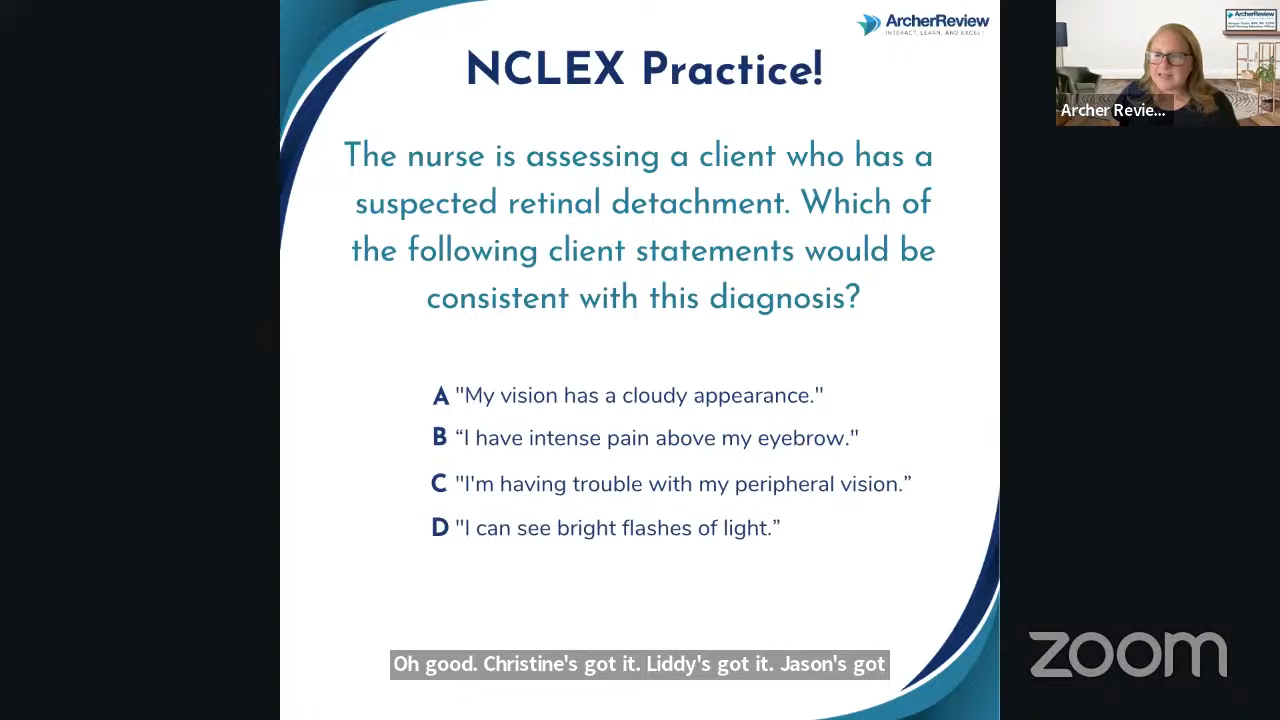 ArcherReview
INTERACT, LEARN, AND EXCEL!
NCLEX Practice!
The nurse is assessing a client who has a
suspected retinal detachment. Which of
the following client statements would be
consistent with this diagnosis?
A "My vision has a cloudy appearance."
B “I have intense pain above my eyebrow."
C "I'm having trouble with my peripheral vision.”
D "I can see bright flashes of light.”
Oh good. Christine's got it. Liddy's got it. Jason's got
ArcherReview
Archer Revie...
zoom